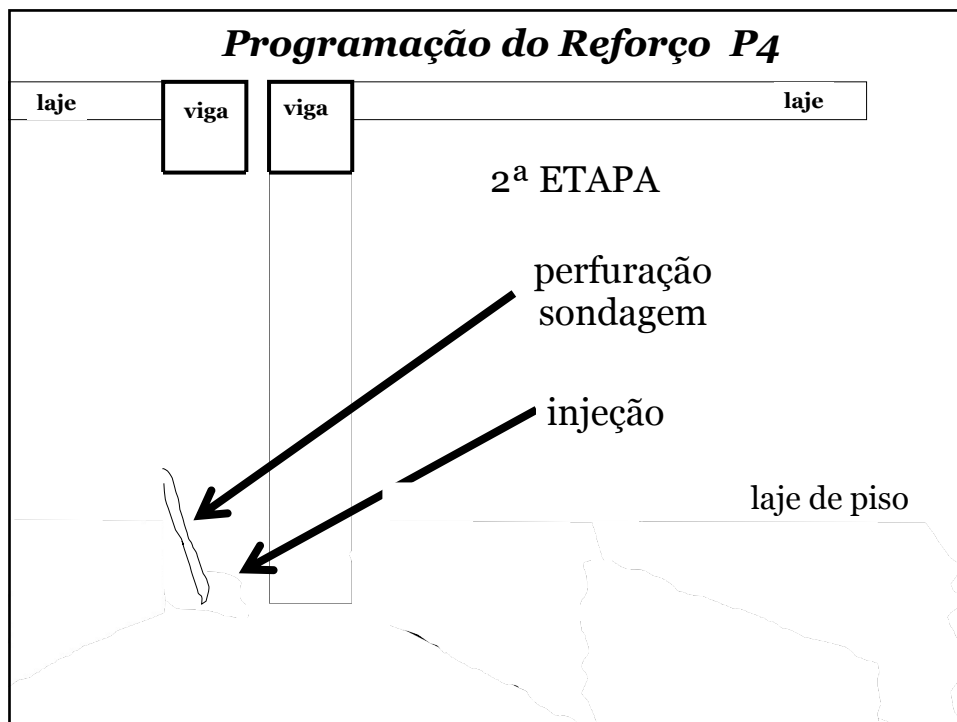 Programação do Reforço P4
laje
viga
viga
laje
2ª ETAPA
perfuração
sondagem
injeção
laje de piso